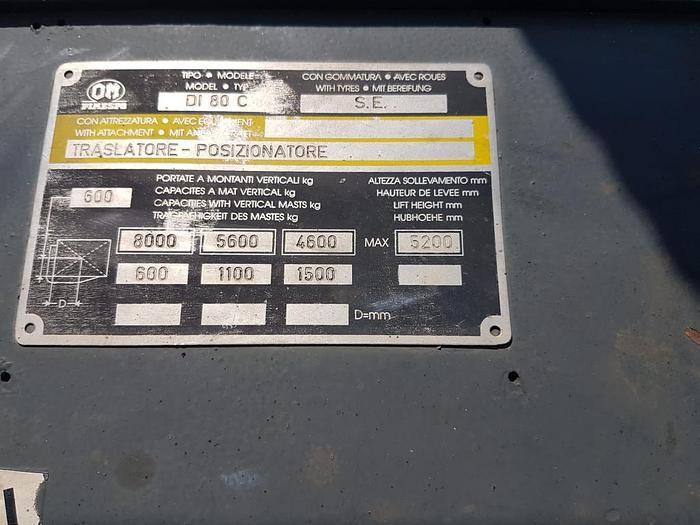 OM
PIMESPO
TIPO • MODELE
MODEL • TYP
DI 80 C
CON GOMMATURA • AVEC ROUES
WITH TYRES • MIT BEREIFUNG
S.E.
CON ATTREZZATURA • AVEC EQUIPEMENT
WITH ATTACHMENT • MIT
TRASLATORE - POSIZIONATORE
PORTATE A MONTANTI VERTICALI kg
CAPACITES A MAT VERTICAL kg
CAPACITIES WITH VERTICAL MASTS kg
TRAGFAEHIGKEIT DES MASTES kg
ALTEZZA SOLLEVAMENTO mm
HAUTEUR DE LEVEE mm
LIFT HEIGHT mm
HUBHOEHE mm
600
8000 5600 4600 MAX 5200
600 1100 1500
D
D=mm